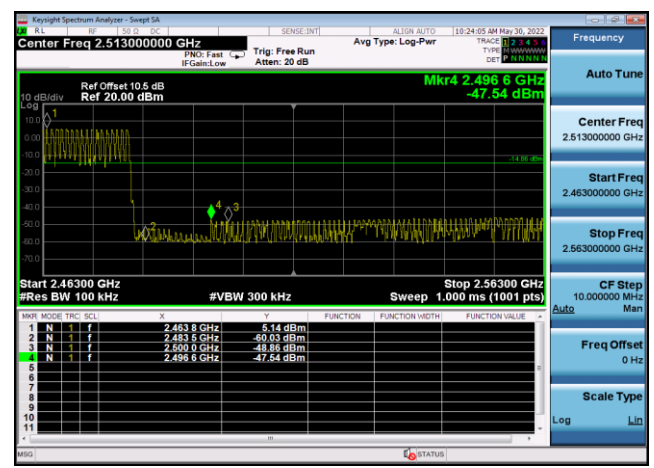 Keysight Spectrum Analyzer - Swept SA
RL RF 50 Ω DC SENSE:INT ALIGN AUTO 10:24:05 AM May 30, 2022
Center Freq 2.513000000 GHz
PNO: Fast
IFGain:Low
Trig: Free Run
Atten: 20 dB
Avg Type: Log-Pwr
TRACE 1 2 3 4 5 6
TYPE MWWWWW
DET P N N N N N
Ref Offset 10.5 dB
10 dB/div Ref 20.00 dBm
Log
Mkr4 2.496 6 GHz
-47.54 dBm
10.0
0.00
-10.0
-20.0
-30.0
-40.0
-50.0
-60.0
-70.0
1
2
3
4
-14.86 dBm
Start 2.46300 GHz Stop 2.56300 GHz
#Res BW 100 kHz #VBW 300 kHz Sweep 1.000 ms (1001 pts)
MKR MODE TRC SCL X Y FUNCTION FUNCTION WIDTH FUNCTION VALUE
1 N 1 f 2.463 8 GHz 5.14 dBm
2 N 1 f 2.483 5 GHz -60.03 dBm
3 N 1 f 2.500 0 GHz -48.86 dBm
4 N 1 f 2.496 6 GHz -47.54 dBm
5
6
7
8
9
10
11
MSG STATUS
Frequency
Auto Tune
Center Freq
2.513000000 GHz
Start Freq
2.463000000 GHz
Stop Freq
2.563000000 GHz
CF Step
10.000000 MHz
Auto Man
Freq Offset
0 Hz
Scale Type
Log Lin